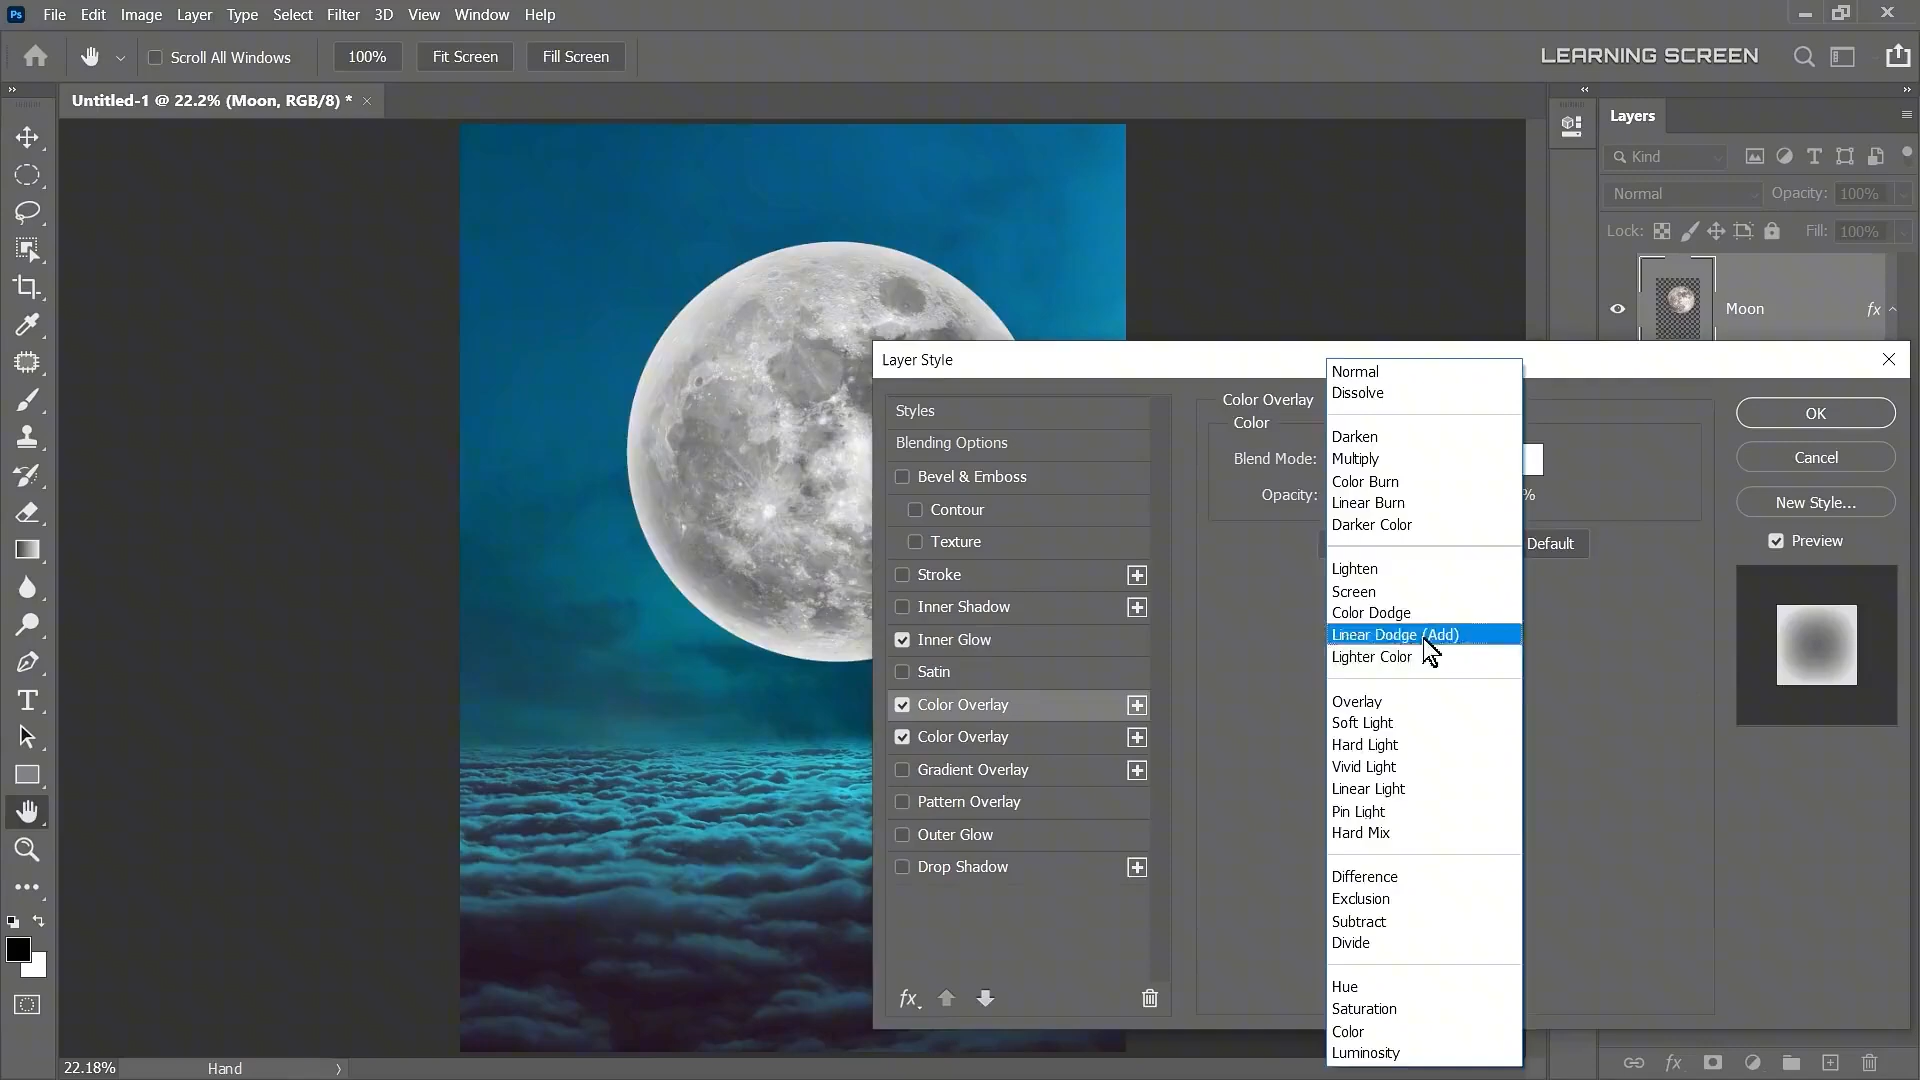 Ps File Edit Image Layer Type Select Filter 3D View Window Help
Scroll All Windows 100% Fit Screen Fill Screen LEARNING SCREEN
Untitled-1 @ 22.2% (Moon, RGB/8) *
Layers
Kind
Normal Opacity: 100%
Lock: Fill: 100%
Moon fx
Layer Style
Styles
Blending Options
Bevel & Emboss
Contour
Texture
Stroke
Inner Shadow
Inner Glow
Satin
Color Overlay
Color Overlay
Gradient Overlay
Pattern Overlay
Outer Glow
Drop Shadow
fx
Color Overlay
Color
Blend Mode:
Opacity: %
Default
Normal
Dissolve
Darken
Multiply
Color Burn
Linear Burn
Darker Color
Lighten
Screen
Color Dodge
Linear Dodge (Add)
Lighter Color
Overlay
Soft Light
Hard Light
Vivid Light
Linear Light
Pin Light
Hard Mix
Difference
Exclusion
Subtract
Divide
Hue
Saturation
Color
Luminosity
OK
Cancel
New Style...
Preview
22.18% Hand
fx